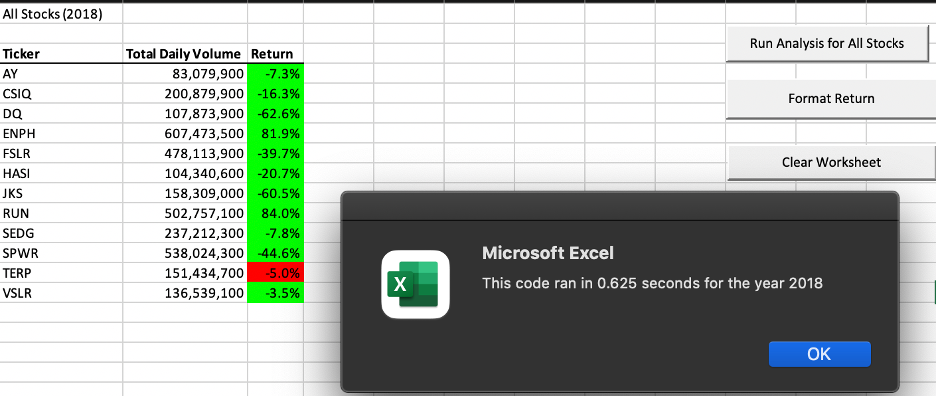 All Stocks (2018)
Run Analysis for All Stocks
Ticker Total Daily Volume Return
AY 83,079,900 -7.3%
CSIQ 200,879,900 -16.3%
Format Return
DQ 107,873,900 -62.6%
ENPH 607,473,500 81.9%
FSLR 478,113,900 -39.7%
Clear Worksheet
HASI 104,340,600 -20.7%
JKS 158,309,000 -60.5%
RUN 502,757,100 84.0%
SEDG 237,212,300 -7.8%
SPWR 538,024,300 -44.6%
TERP 151,434,700 -5.0%
VSLR 136,539,100 -3.5%
X
Microsoft Excel
This code ran in 0.625 seconds for the year 2018
OK